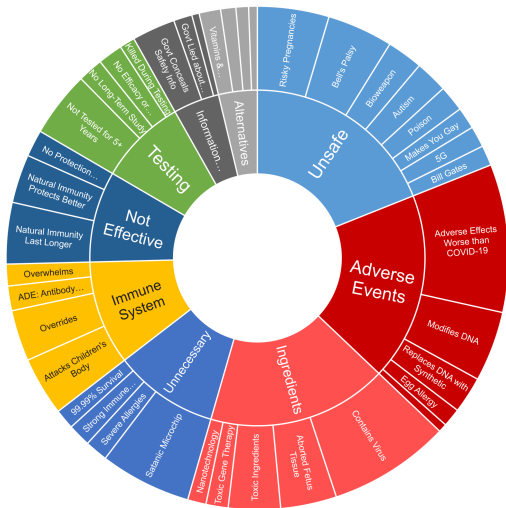 Unsafe
Risky Pregnancies
Bell's Palsy
Bioweapon
Autism
Poison
Makes You Gay
5G
Bill Gates
Adverse
Events
Adverse Effects
Worse than
COVID-19
Modifies DNA
Replaces DNA with
Synthetic
Egg Allergy
Ingredients
Contains Virus
Aborted Fetus
Tissue
Toxic Ingredients
Toxic Gene Therapy
Nanotechnology
Unnecessary
Satanic Microchip
Severe Allergies
Strong Immune…
99.99% Survival
Immune
System
Attacks Children's
Body
Overrides
ADE: Antibody…
Overwhelms
Not
Effective
Natural Immunity
Last Longer
Natural Immunity
Protects Better
No Protection…
Testing
Not Tested for 5+
Years
No Long-Term Study
No Efficacy or…
Killed During Testing
Information…
Govt Conceals
Safety Info
Govt Lied about…
Alternatives
Vitamins &…